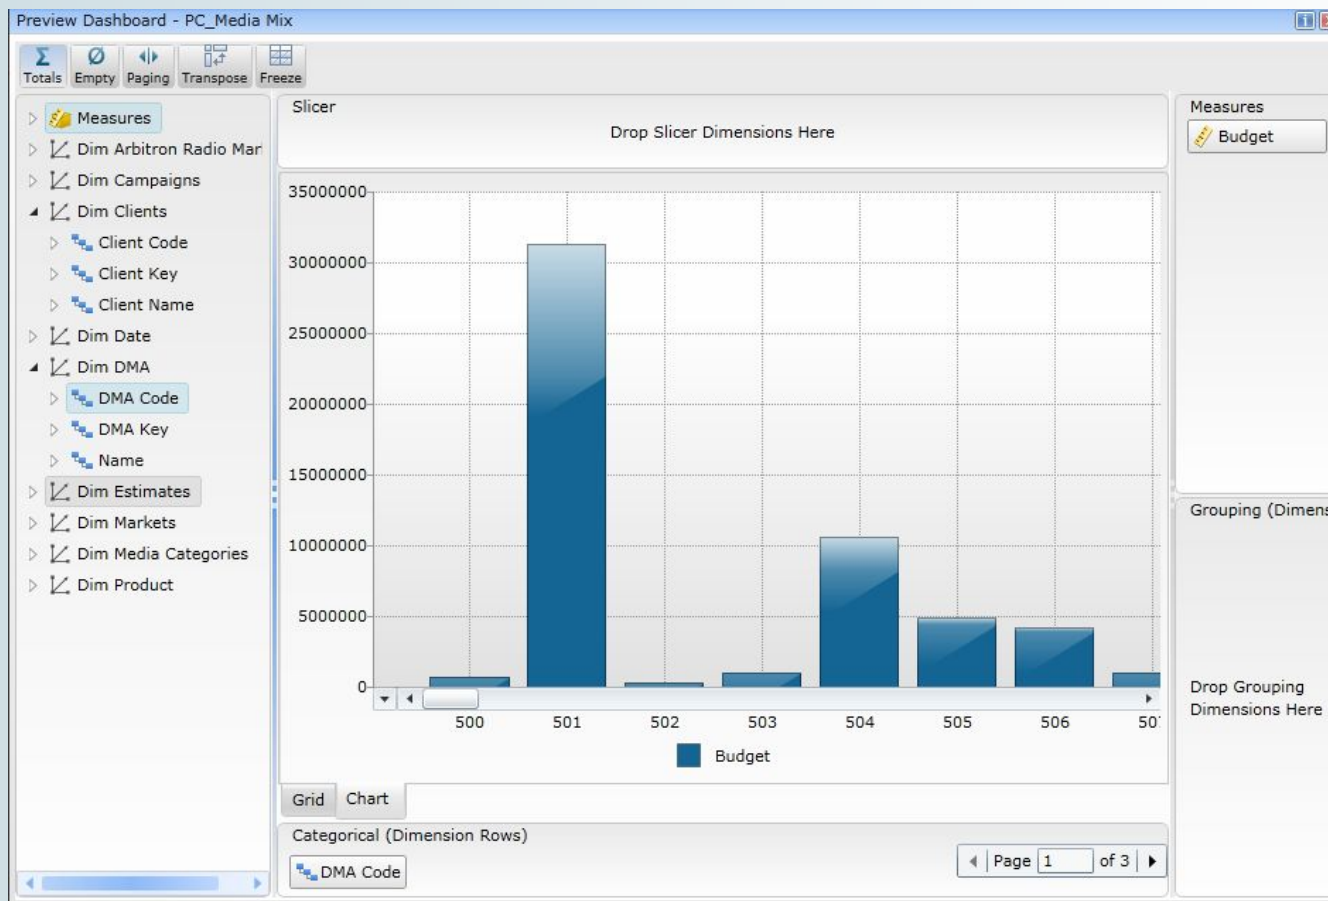 Preview Dashboard - PC_Media Mix
Totals Empty Paging Transpose Freeze
Measures
Dim Arbitron Radio Mar
Dim Campaigns
Dim Clients
Client Code
Client Key
Client Name
Dim Date
Dim DMA
DMA Code
DMA Key
Name
Dim Estimates
Dim Markets
Dim Media Categories
Dim Product
Slicer
Drop Slicer Dimensions Here
35000000
30000000
25000000
20000000
15000000
10000000
5000000
0
500 501 502 503 504 505 506 507
Budget
Grid Chart
Categorical (Dimension Rows)
DMA Code
Page 1 of 3
Measures
Budget
Grouping (Dimens
Drop Grouping
Dimensions Here